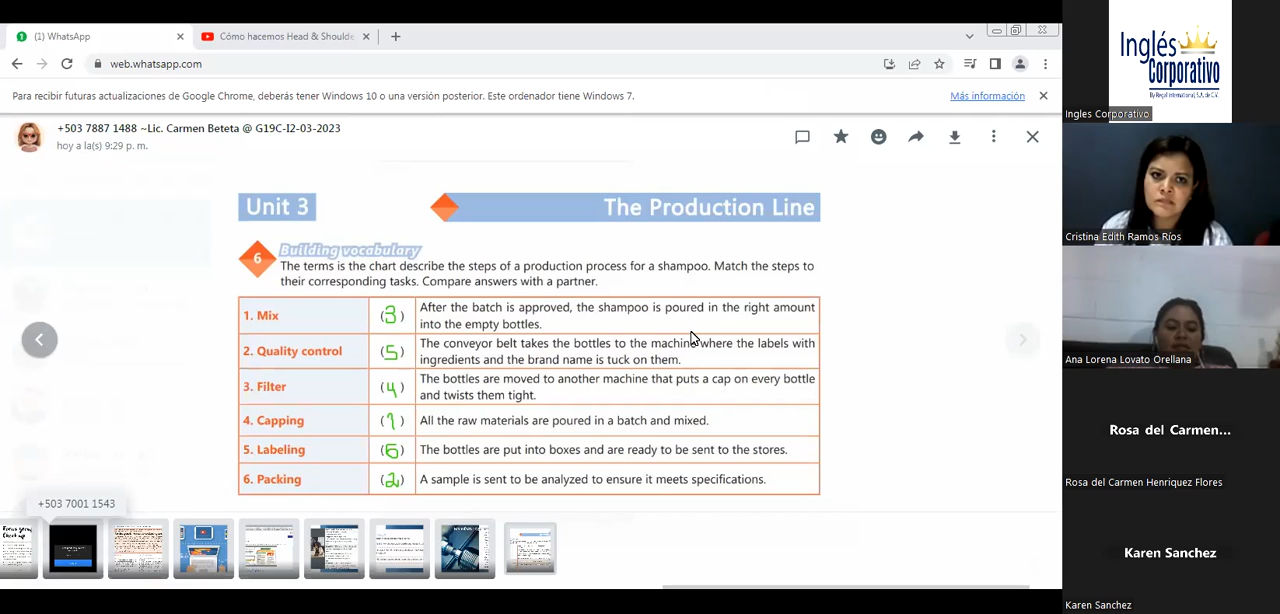 (1) WhatsApp
Cómo hacemos Head & Shoulde
web.whatsapp.com
Para recibir futuras actualizaciones de Google Chrome, deberás tener Windows 10 o una versión posterior. Este ordenador tiene Windows 7.
Más información
+503 7887 1488 ~Lic. Carmen Beteta @ G19C-I2-03-2023
hoy a la(s) 9:29 p. m.
Unit 3
The Production Line
6
Building vocabulary
The terms is the chart describe the steps of a production process for a shampoo. Match the steps to
their corresponding tasks. Compare answers with a partner.
1. Mix
(3)
After the batch is approved, the shampoo is poured in the right amount
into the empty bottles.
2. Quality control
(5)
The conveyor belt takes the bottles to the machine where the labels with
ingredients and the brand name is tuck on them.
3. Filter
(4)
The bottles are moved to another machine that puts a cap on every bottle
and twists them tight.
4. Capping
(1)
All the raw materials are poured in a batch and mixed.
5. Labeling
(6)
The bottles are put into boxes and are ready to be sent to the stores.
6. Packing
(2)
A sample is sent to be analyzed to ensure it meets specifications.
+503 7001 1543
Inglés
Corporativo
Ingles Corporativo
Cristina Edith Ramos Ríos
Ana Lorena Lovato Orellana
Rosa del Carmen...
Rosa del Carmen Henriquez Flores
Karen Sanchez
Karen Sanchez